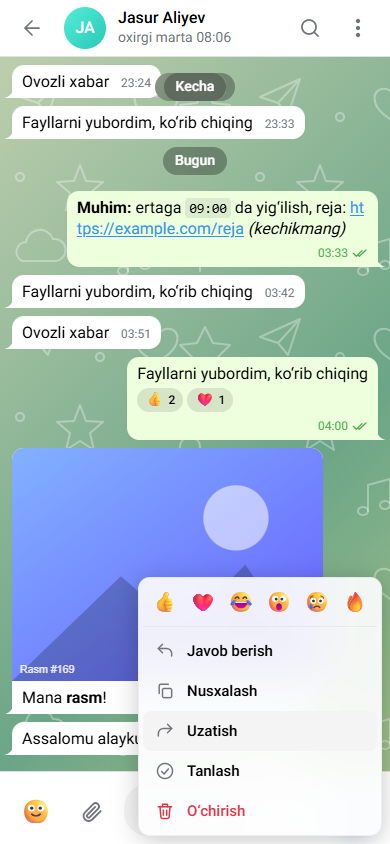 JA
Jasur Aliyev
oxirgi marta 08:06
Ovozli xabar 23:24
Kecha
Fayllarni yubordim, ko‘rib chiqing 23:33
Bugun
Muhim: ertaga 09:00 da yig‘ilish, reja: ht
tps://example.com/reja (kechikmang)
03:33
Fayllarni yubordim, ko‘rib chiqing 03:42
Ovozli xabar 03:51
Fayllarni yubordim, ko‘rib chiqing
👍 2 ❤️ 1
04:00
Rasm #169
Mana rasm!
Assalomu alayku
Javob berish
Nusxalash
Uzatish
Tanlash
O‘chirish